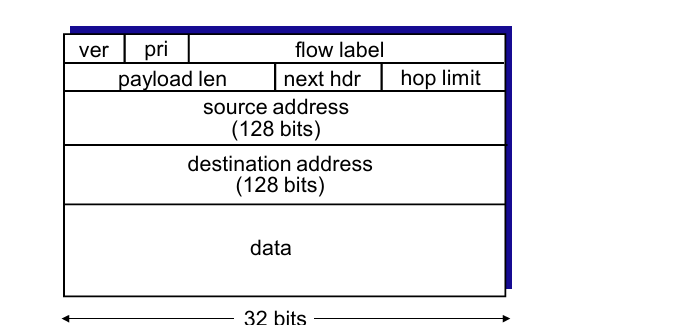 ver pri flow label
payload len next hdr hop limit
source address
(128 bits)
destination address
(128 bits)
data
32 bits